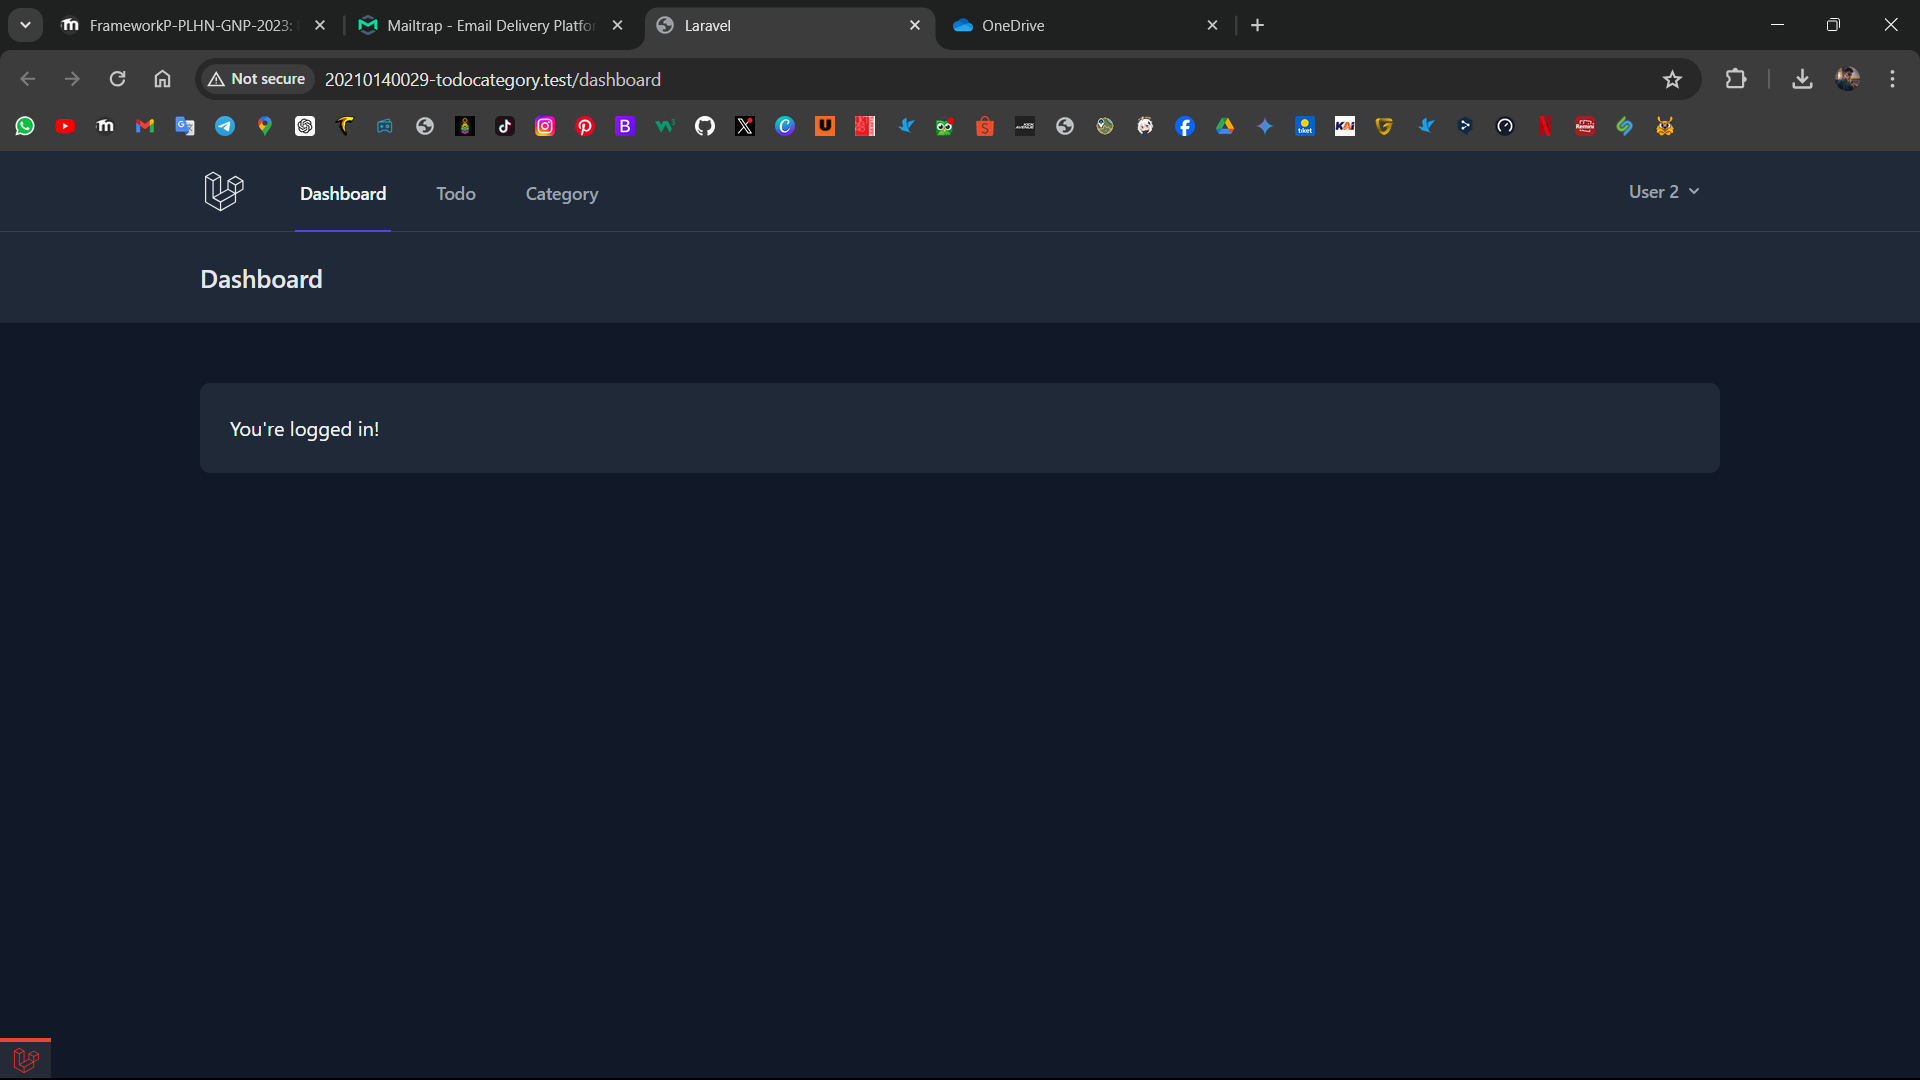 FrameworkP-PLHN-GNP-2023:
Mailtrap - Email Delivery Platfo
Laravel
OneDrive
Not secure
20210140029-todocategory.test/dashboard
Dashboard
Todo
Category
User 2
Dashboard
You're logged in!